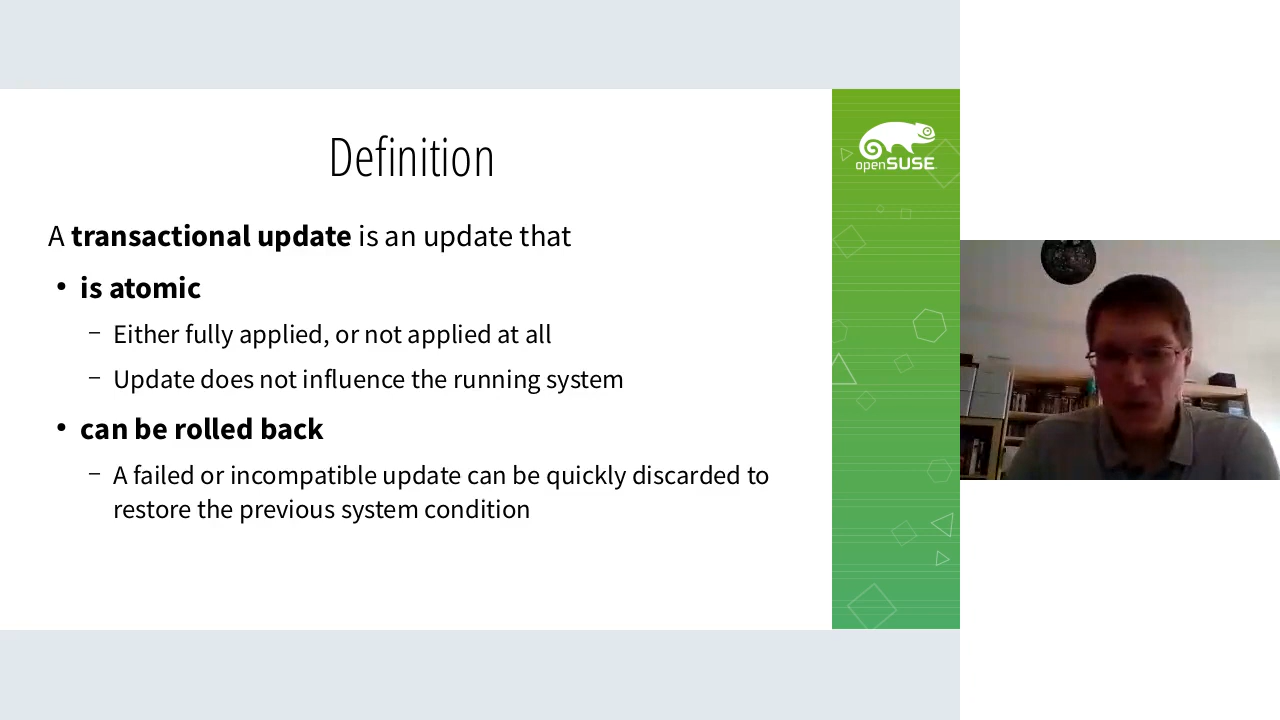 Definition
A transactional update is an update that
• is atomic
– Either fully applied, or not applied at all
– Update does not influence the running system
• can be rolled back
– A failed or incompatible update can be quickly discarded to
restore the previous system condition
openSUSE